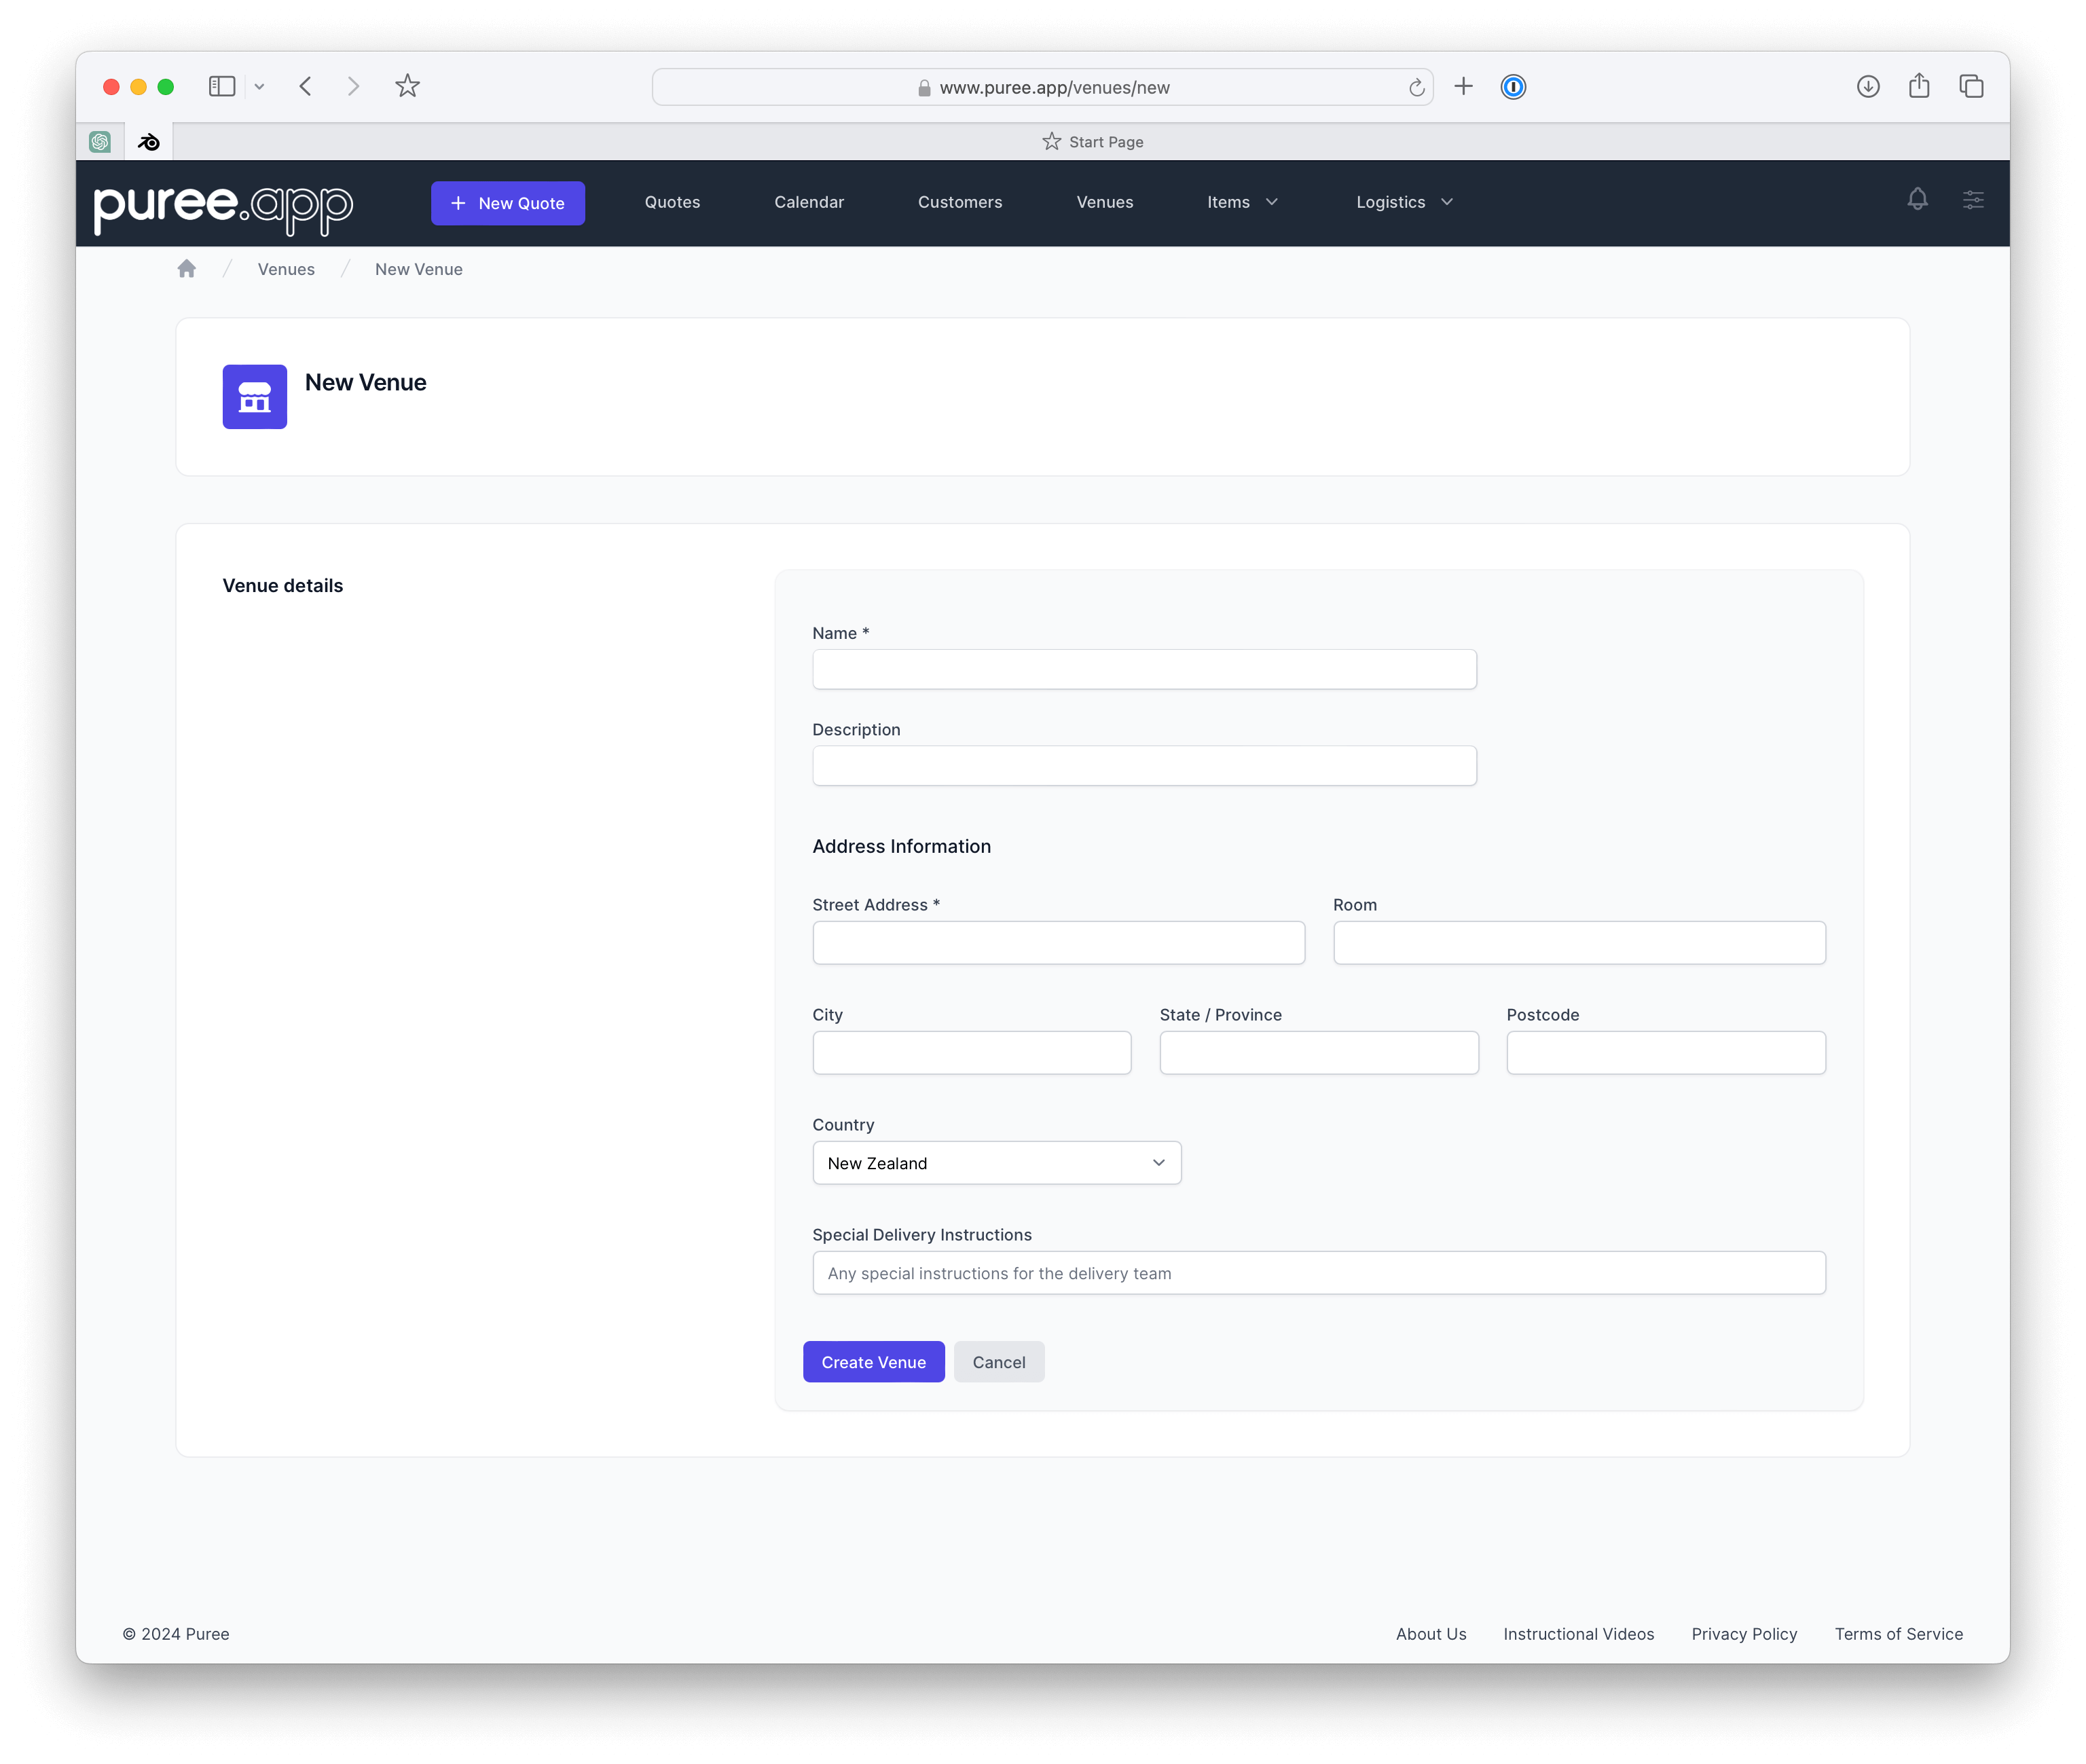 www.puree.app/venues/new
Start Page
puree.app
New Quote
Quotes
Calendar
Customers
Venues
Items
Logistics
Venues / New Venue
New Venue
Venue details
Name *
Description
Address Information
Street Address *
Room
City
State / Province
Postcode
Country
New Zealand
Special Delivery Instructions
Any special instructions for the delivery team
Create Venue
Cancel
© 2024 Puree
About Us
Instructional Videos
Privacy Policy
Terms of Service